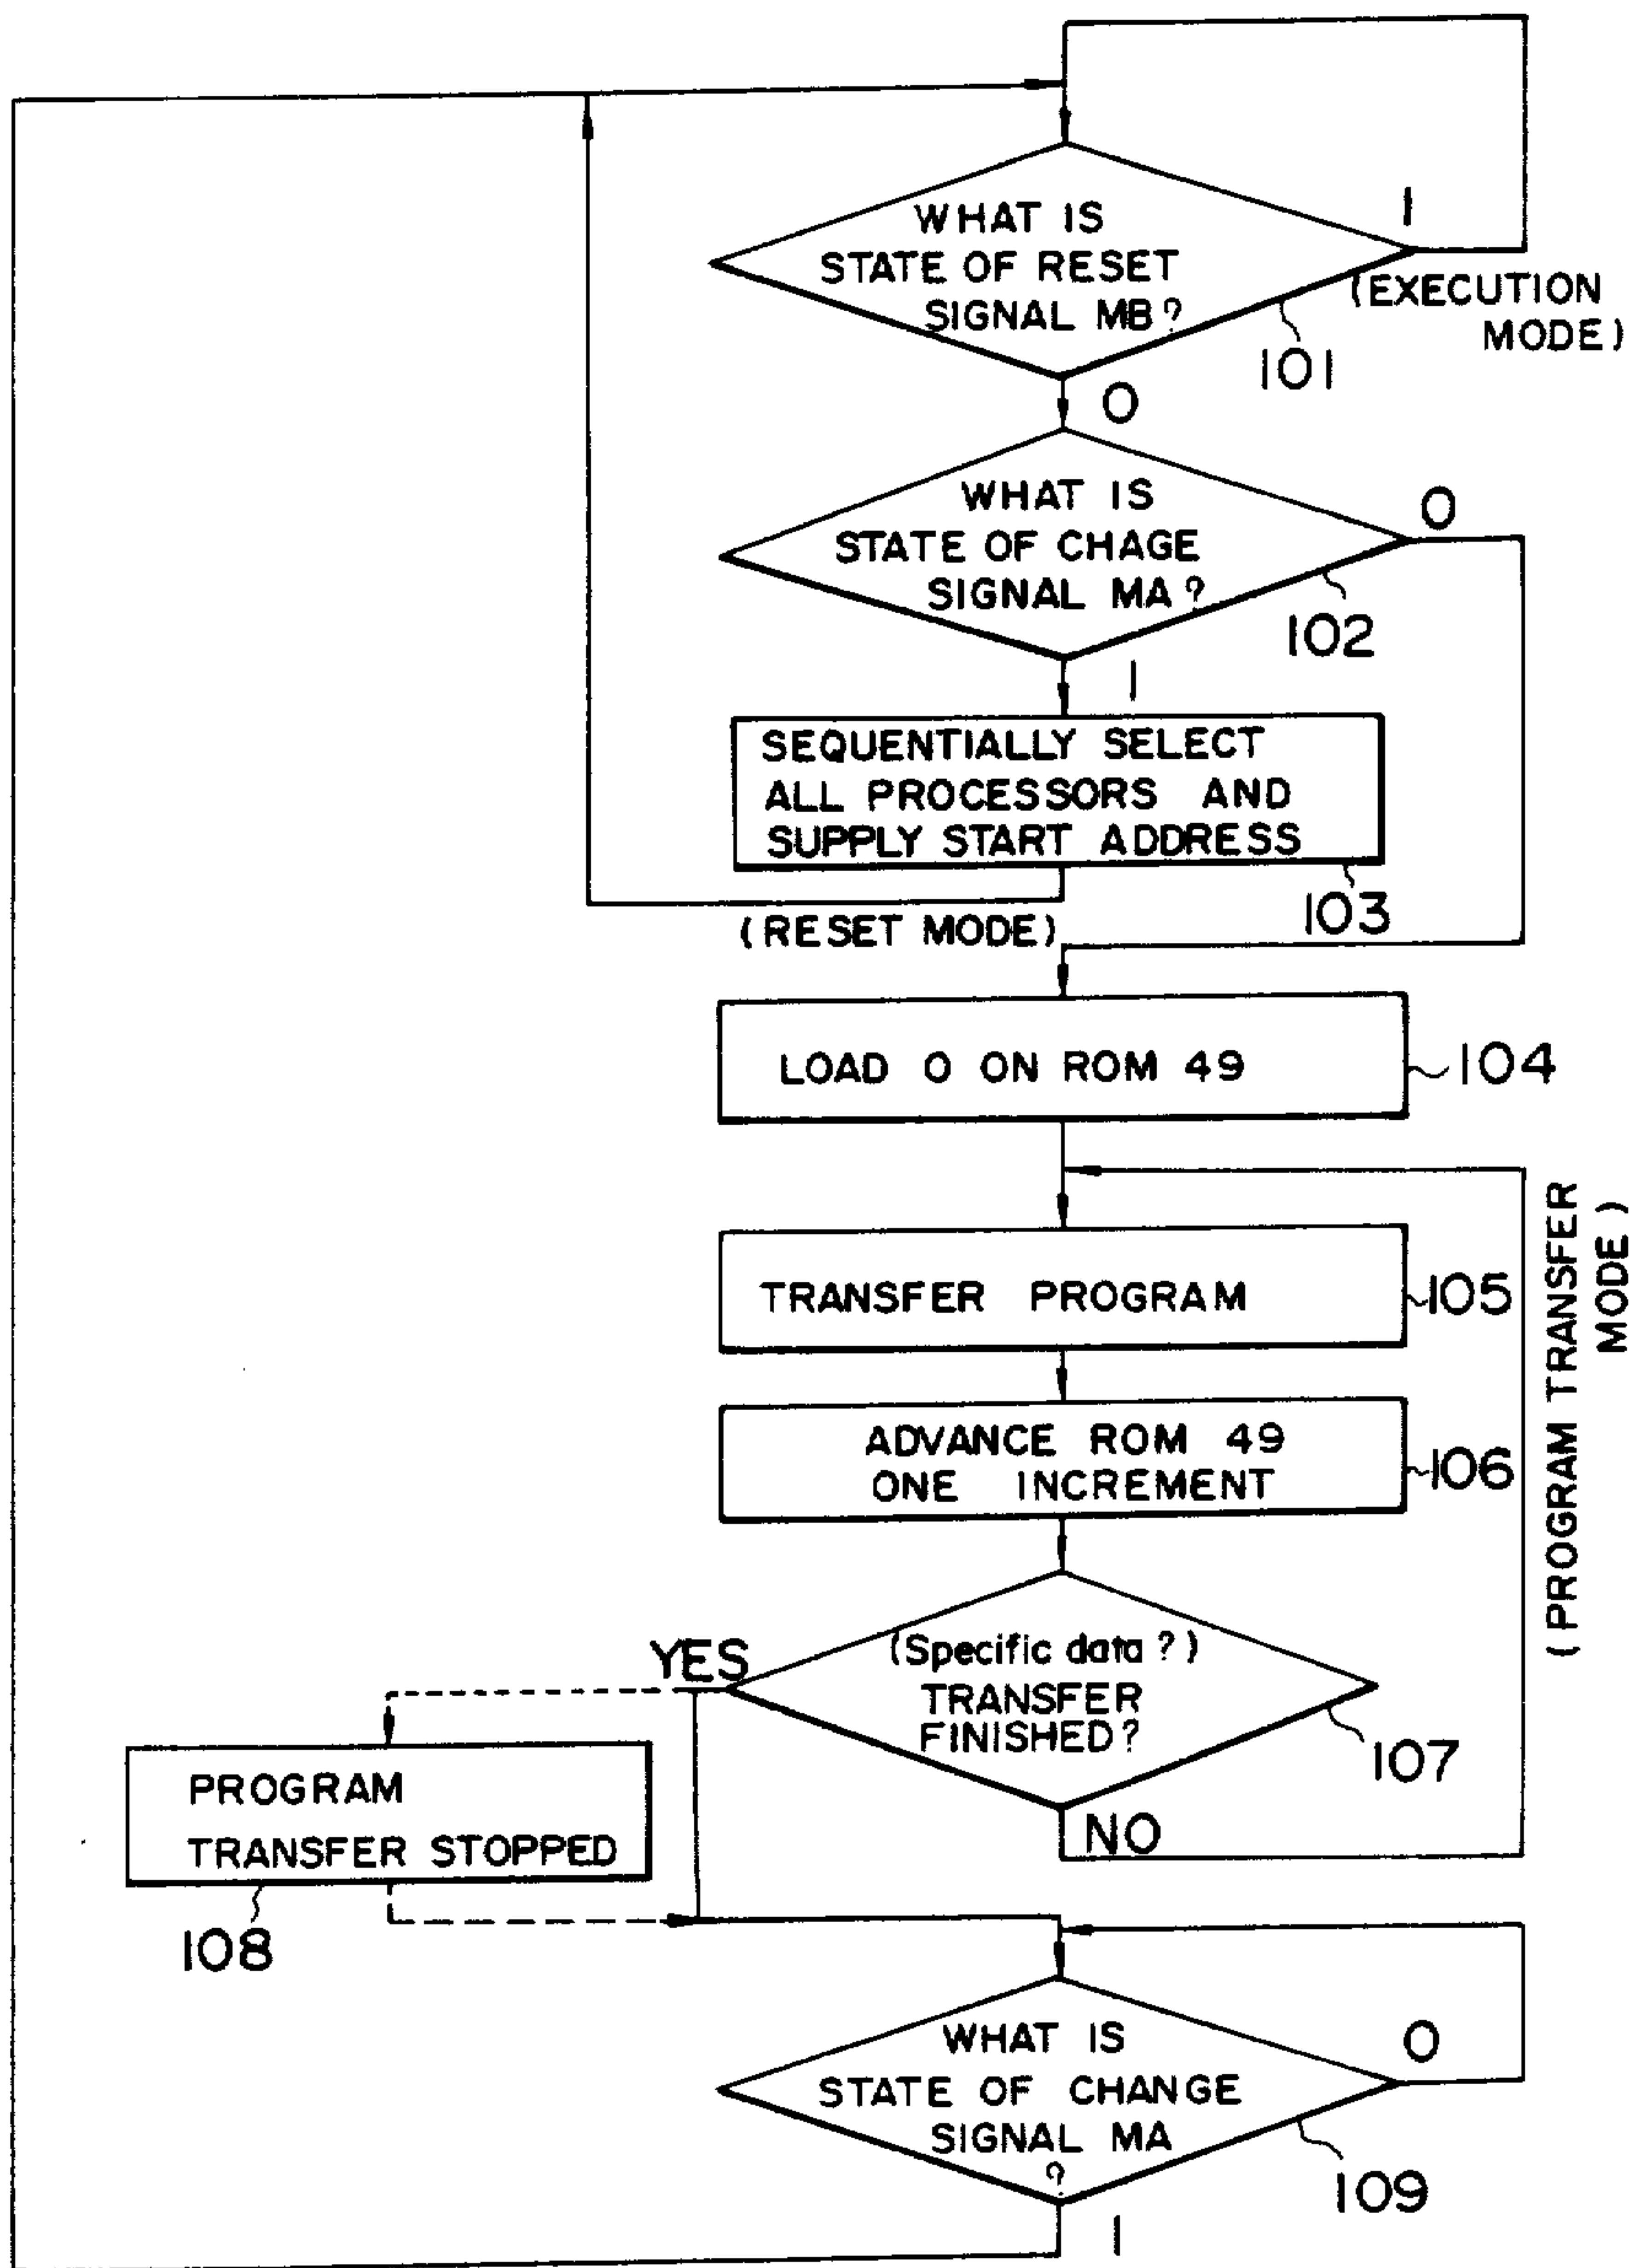 WHAT IS
STATE OF RESET
SIGNAL MB?
1
(EXECUTION
MODE)
101
0
WHAT IS
STATE OF CHAGE
SIGNAL MA?
0
102
1
SEQUENTIALLY SELECT
ALL PROCESSORS AND
SUPPLY START ADDRESS
103
(RESET MODE)
LOAD 0 ON ROM 49
104
TRANSFER PROGRAM
105
(PROGRAM TRANSFER
MODE)
ADVANCE ROM 49
ONE INCREMENT
106
YES
(Specific data?)
TRANSFER
FINISHED?
107
NO
PROGRAM
TRANSFER STOPPED
108
WHAT IS
STATE OF CHANGE
SIGNAL MA
?
0
109
1